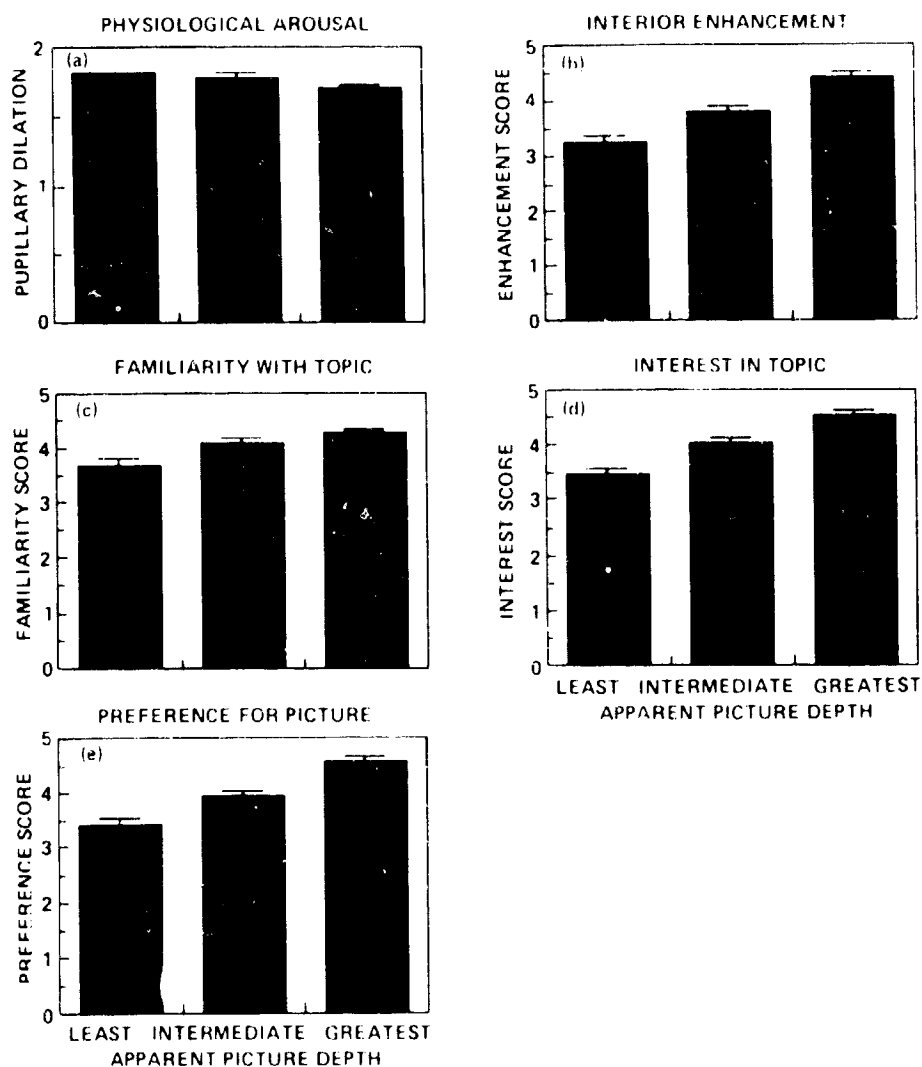 PHYSIOLOGICAL AROUSAL
(a)
PUPILLARY DILATION
2
1
0
INTERIOR ENHANCEMENT
(b)
ENHANCEMENT SCORE
5
4
3
2
1
0
FAMILIARITY WITH TOPIC
(c)
FAMILIARITY SCORE
5
4
3
2
1
0
INTEREST IN TOPIC
(d)
INTEREST SCORE
5
4
3
2
1
0
LEAST INTERMEDIATE GREATEST
APPARENT PICTURE DEPTH
PREFERENCE FOR PICTURE
(e)
PREFERENCE SCORE
5
4
3
2
1
0
LEAST INTERMEDIATE GREATEST
APPARENT PICTURE DEPTH